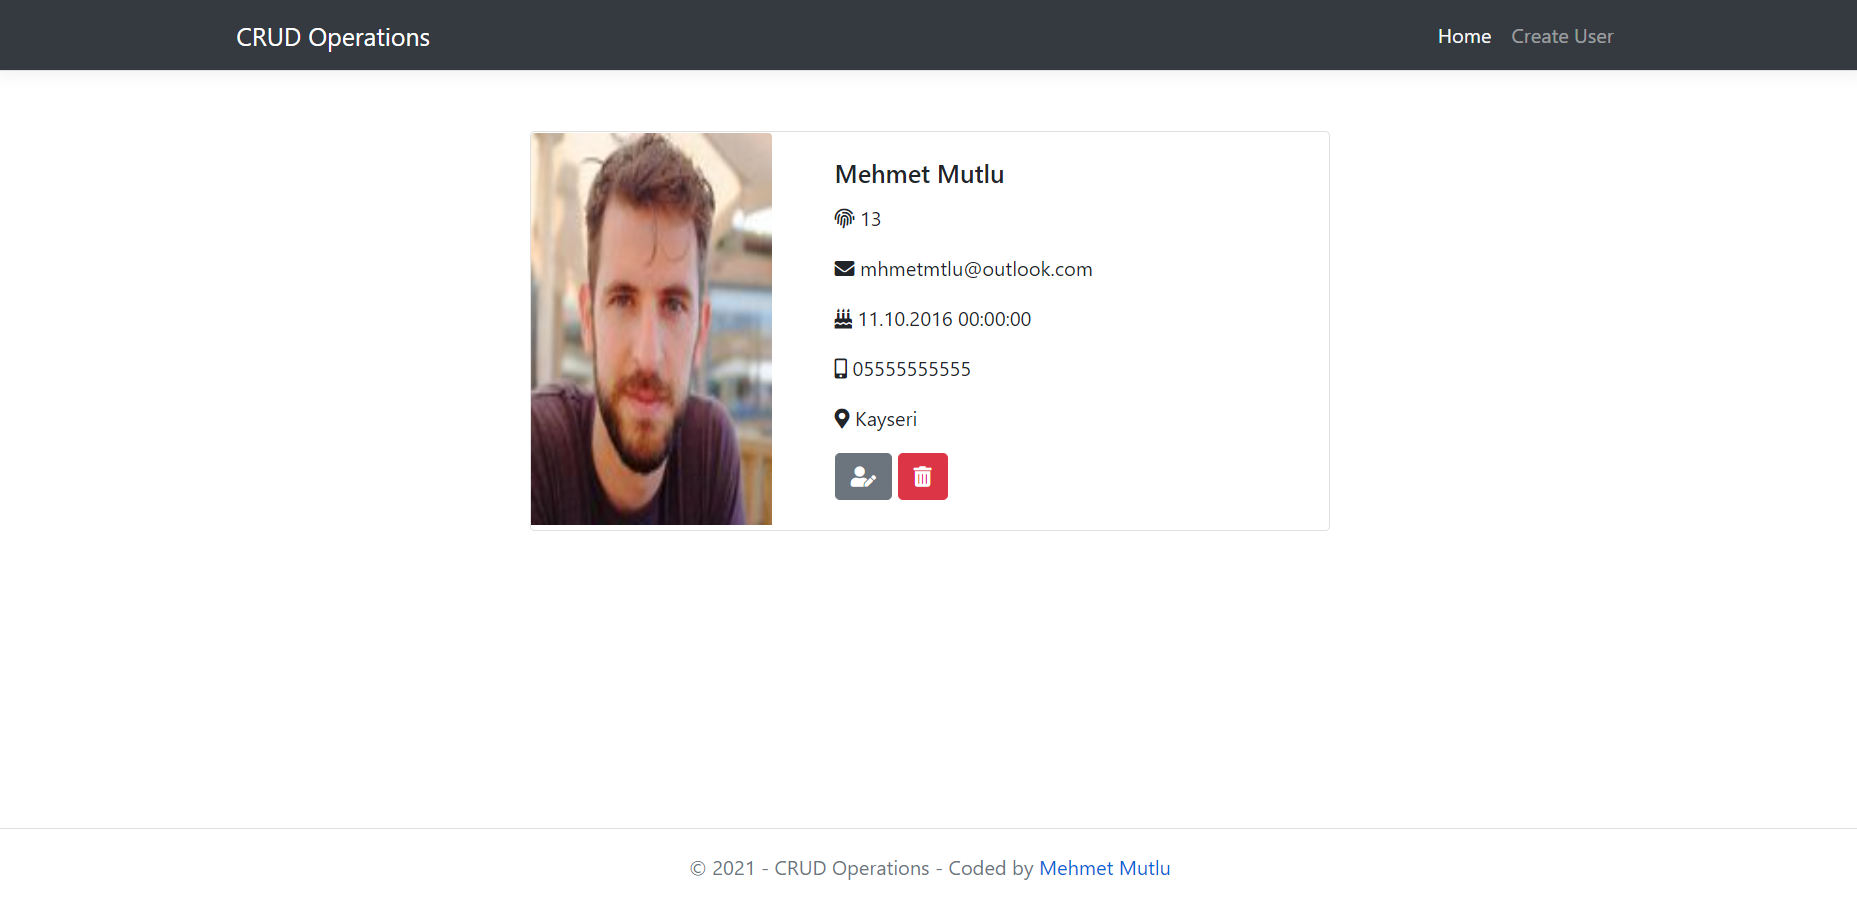 CRUD Operations
Home
Create User
Mehmet Mutlu
13
mhmetmtlu@outlook.com
11.10.2016 00:00:00
05555555555
Kayseri
© 2021 - CRUD Operations - Coded by Mehmet Mutlu